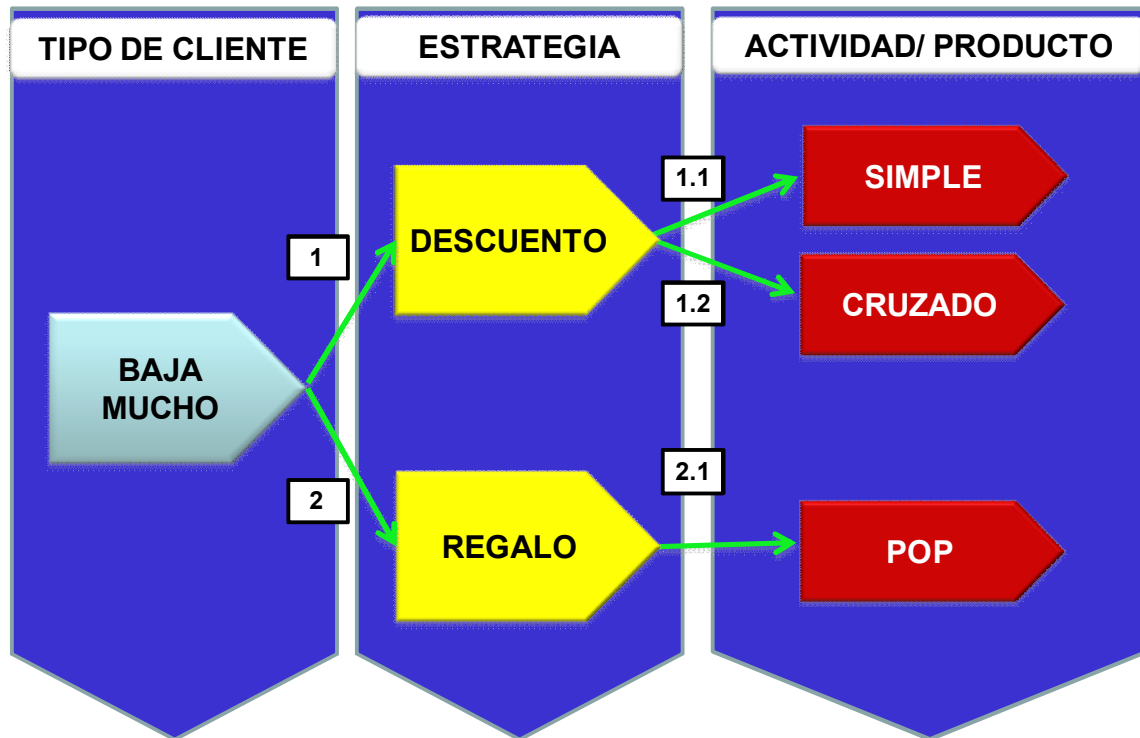 TIPO DE CLIENTE
ESTRATEGIA
ACTIVIDAD/ PRODUCTO
1.1
SIMPLE
DESCUENTO
1
1.2
CRUZADO
BAJA
MUCHO
2
2.1
REGALO
POP